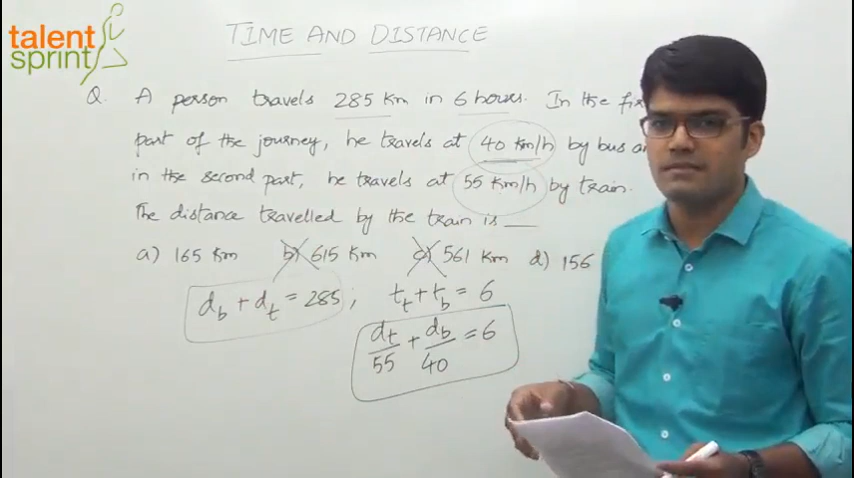 talent
sprint
TIME AND DISTANCE
Q. A person travels 285 Km in 6 hours. In the
part of the journey, he travels at 40 Km/h by bus
in the second part, he travels at 55 Km/h by train.
The distance travelled by the train is __
a) 165 Km b) 615 Km c) 561 Km d) 156
d_b + d_t = 285 ; t_t + t_b = 6
d_t/55 + d_b/40 = 6